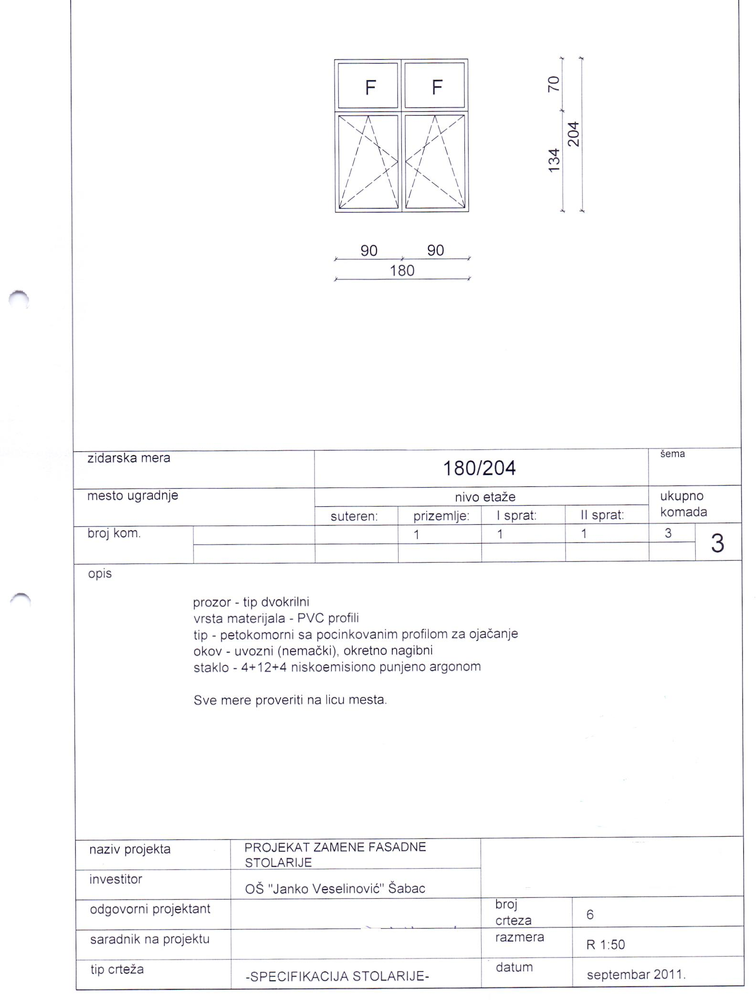 F F
70
134
204
90 90
180
zidarska mera
180/204
šema
mesto ugradnje
nivo etaže
ukupno
komada
suteren: prizemlje: I sprat: II sprat:
broj kom.
1 1 1 3
3
opis
prozor - tip dvokrilni
vrsta materijala - PVC profili
tip - petokomorni sa pocinkovanim profilom za ojačanje
okov - uvozni (nemački), okretno nagibni
staklo - 4+12+4 niskoemisiono punjeno argonom
Sve mere proveriti na licu mesta.
naziv projekta
PROJEKAT ZAMENE FASADNE
STOLARIJE
investitor
OŠ "Janko Veselinović" Šabac
odgovorni projektant
broj
crteza
6
saradnik na projektu
razmera
R 1:50
tip crteža
-SPECIFIKACIJA STOLARIJE-
datum
septembar 2011.